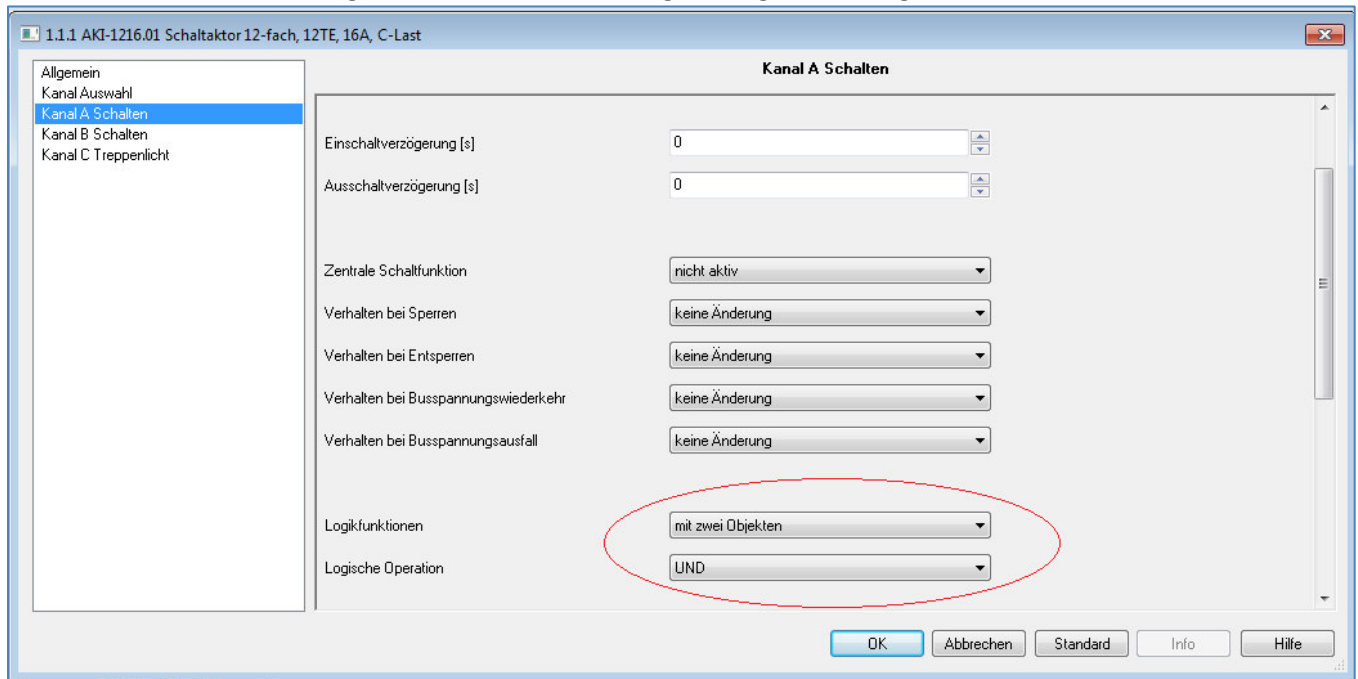 1.1.1 AKI-1216.01 Schaltaktor 12-fach, 12TE, 16A, C-Last
Allgemein
Kanal Auswahl
Kanal A Schalten
Kanal B Schalten
Kanal C Treppenlicht
Kanal A Schalten
Einschaltverzögerung [s] 0
Ausschaltverzögerung [s] 0
Zentrale Schaltfunktion nicht aktiv
Verhalten bei Sperren keine Änderung
Verhalten bei Entsperren keine Änderung
Verhalten bei Busspannungswiederkehr keine Änderung
Verhalten bei Busspannungsausfall keine Änderung
Logikfunktionen mit zwei Objekten
Logische Operation UND
OK Abbrechen Standard Info Hilfe